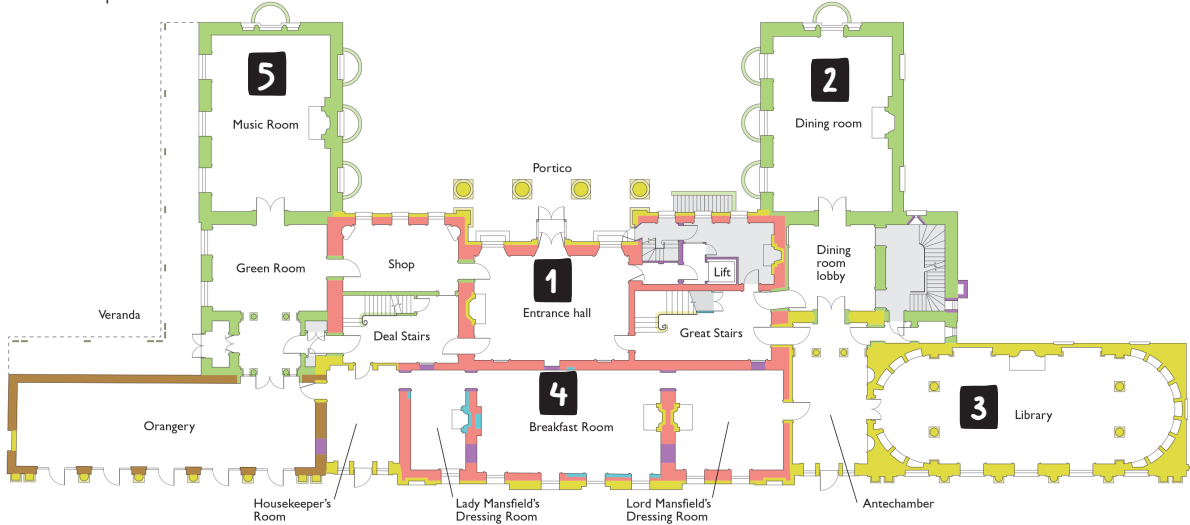 5
Music Room
2
Dining room
Portico
Green Room
Shop
1
Entrance hall
Lift
Dining
room
lobby
Veranda
Deal Stairs
Great Stairs
Orangery
4
Breakfast Room
3
Library
Housekeeper’s
Room
Lady Mansfield’s
Dressing Room
Lord Mansfield’s
Dressing Room
Antechamber